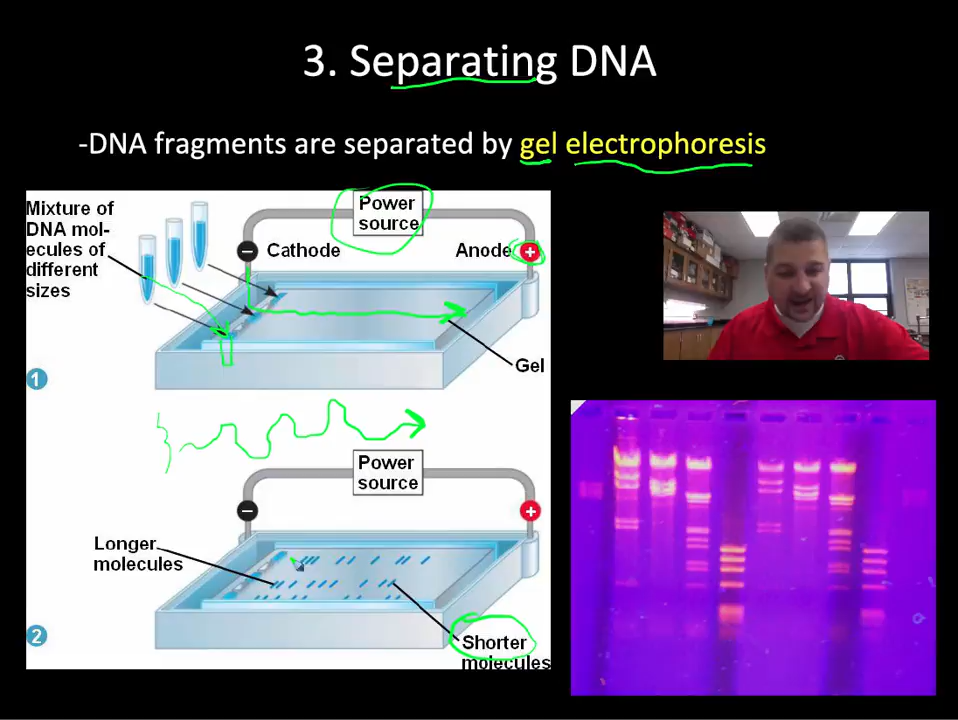 3. Separating DNA
-DNA fragments are separated by gel electrophoresis
Mixture of
DNA mol-
ecules of
different
sizes
Power
source
−
Cathode
Anode
+
Gel
1
Power
source
−
+
Longer
molecules
Shorter
molecules
2